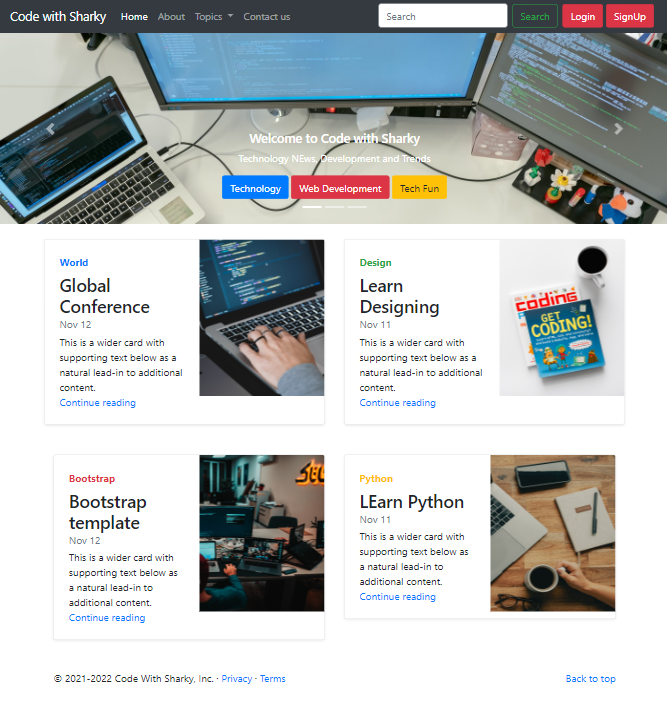 Code with Sharky Home About Topics Contact us Search Search Login SignUp
Welcome to Code with Sharky
Technology NEws, Development and Trends
Technology Web Development Tech Fun
World
Global
Conference
Nov 12
This is a wider card with
supporting text below as a
natural lead-in to additional
content.
Continue reading
Design
Learn
Designing
Nov 11
This is a wider card with
supporting text below as a
natural lead-in to additional
content.
Continue reading
coding
GET
CODING!
Bootstrap
Bootstrap
template
Nov 12
This is a wider card with
supporting text below as
a natural lead-in to
additional content.
Continue reading
Python
LEarn Python
Nov 11
This is a wider card with
supporting text below as
a natural lead-in to
additional content.
Continue reading
© 2021-2022 Code With Sharky, Inc. · Privacy · Terms Back to top